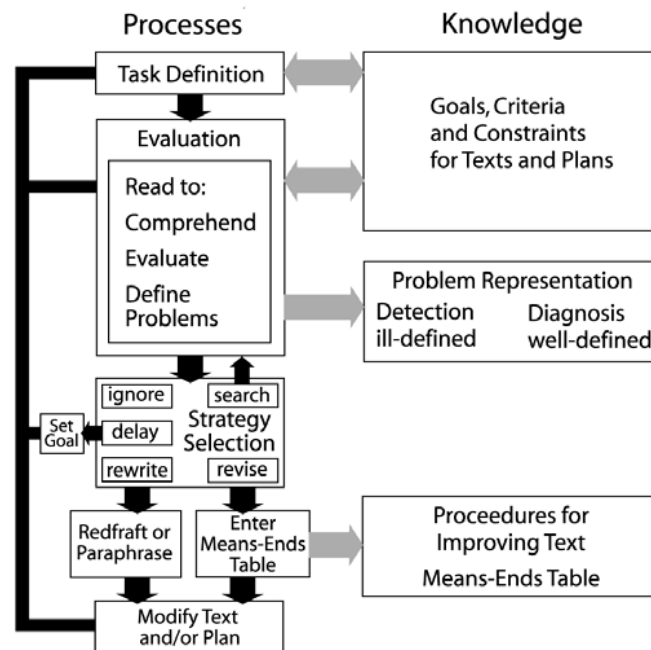 Processes
Knowledge
Task Definition
Goals, Criteria
and Constraints
for Texts and Plans
Evaluation
Read to:
Comprehend
Evaluate
Define
Problems
Problem Representation
Detection
ill-defined
Diagnosis
well-defined
ignore
search
Strategy
Selection
delay
Set
Goal
rewrite
revise
Redfraft or
Paraphrase
Enter
Means-Ends
Table
Proceedures for
Improving Text
Means-Ends Table
Modify Text
and/or Plan